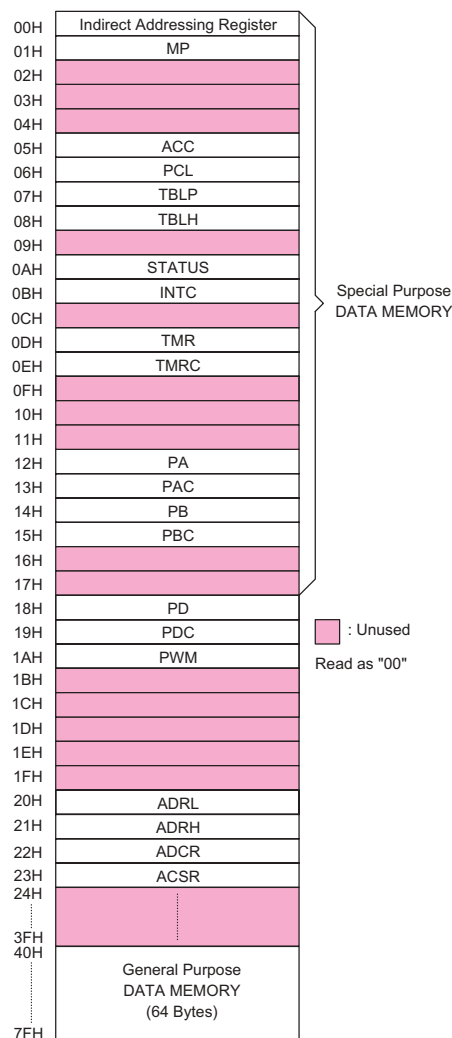 00H Indirect Addressing Register
01H MP
02H
03H
04H
05H ACC
06H PCL
07H TBLP
08H TBLH
09H
0AH STATUS
0BH INTC
Special Purpose
DATA MEMORY
0CH
0DH TMR
0EH TMRC
0FH
10H
11H
12H PA
13H PAC
14H PB
15H PBC
16H
17H
18H PD
19H PDC
: Unused
1AH PWM
Read as "00"
1BH
1CH
1DH
1EH
1FH
20H ADRL
21H ADRH
22H ADCR
23H ACSR
24H
3FH
40H
General Purpose
DATA MEMORY
(64 Bytes)
7FH